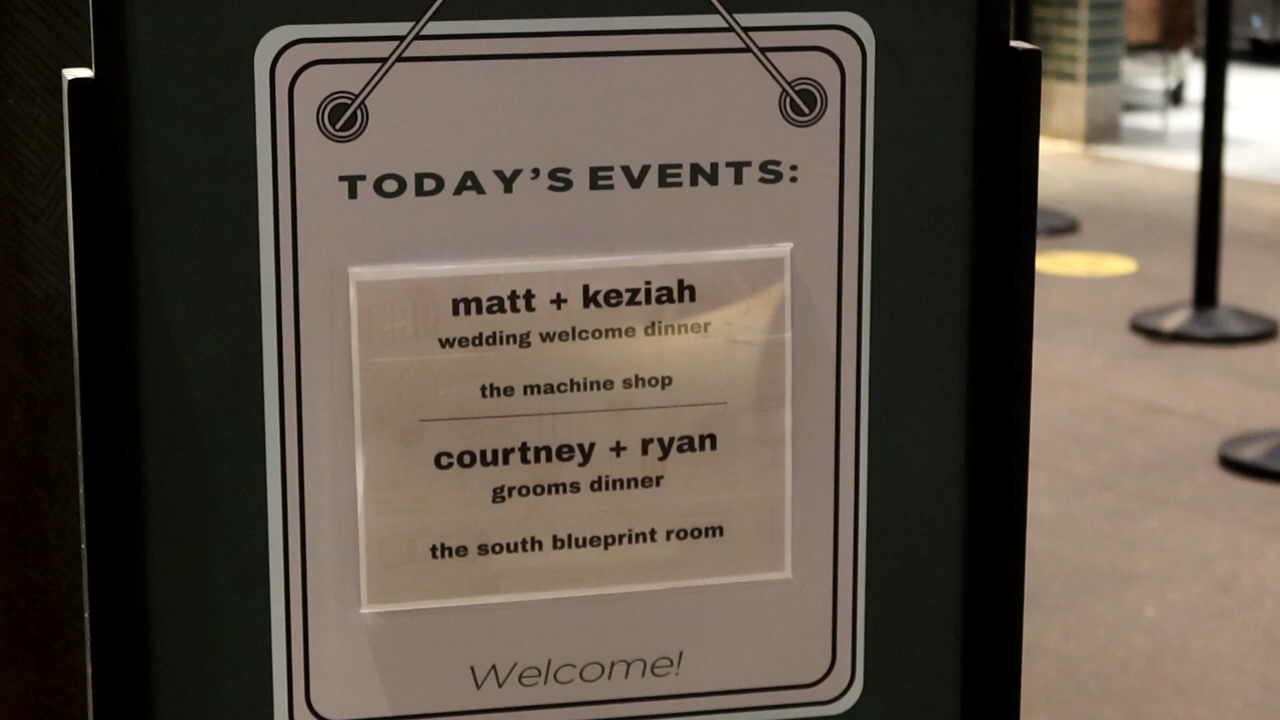 TODAY'S EVENTS:
matt + keziah
wedding welcome dinner
the machine shop
courtney + ryan
grooms dinner
the south blueprint room
Welcome!